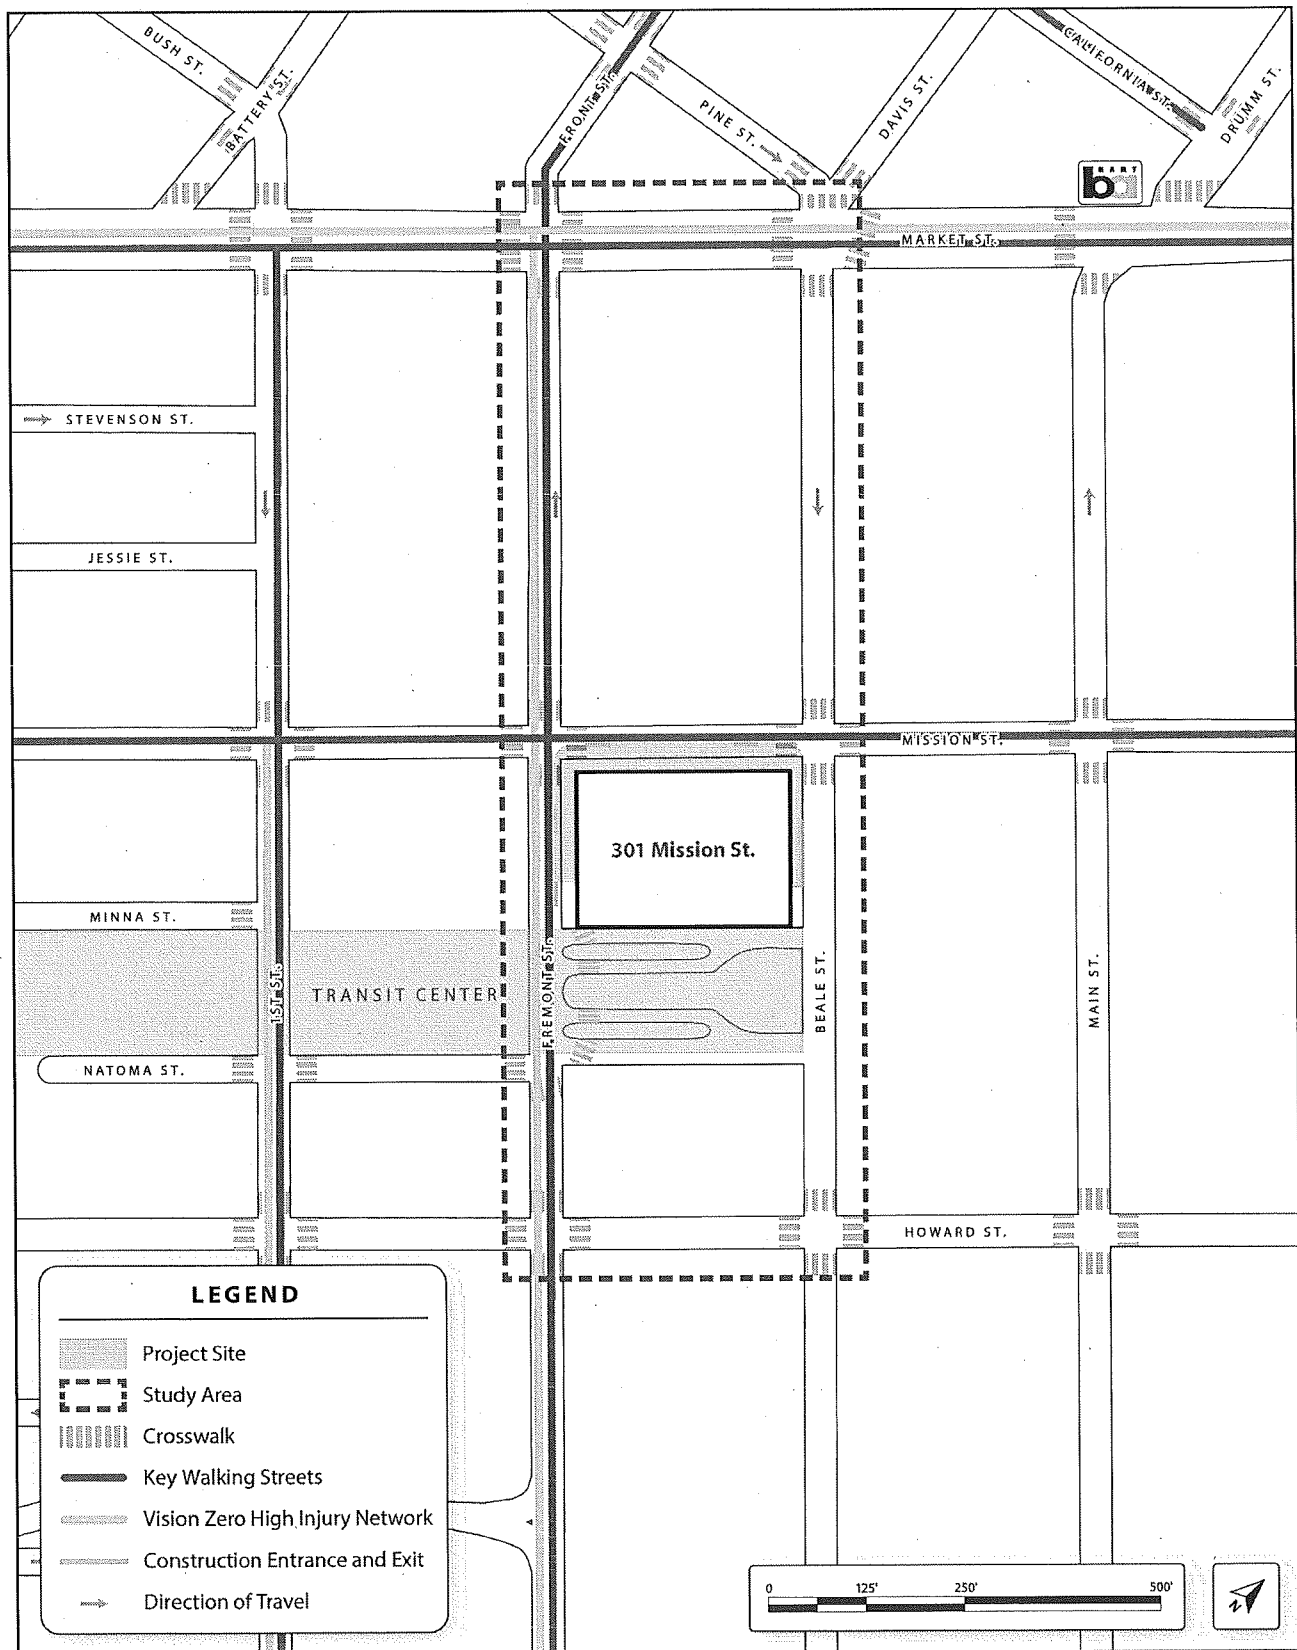 BUSH ST.
BATTERY ST.
FRONT ST.
PINE ST.
DAVIS ST.
CALIFORNIA ST.
DRUMM ST.
BART
ba
MARKET ST.
STEVENSON ST.
JESSIE ST.
MISSION ST.
301 Mission St.
MINNA ST.
1ST ST.
TRANSIT CENTER
FREMONT ST.
BEALE ST.
MAIN ST.
NATOMA ST.
HOWARD ST.
LEGEND
Project Site
Study Area
Crosswalk
Key Walking Streets
Vision Zero High Injury Network
Construction Entrance and Exit
Direction of Travel
0 125' 250' 500'
N